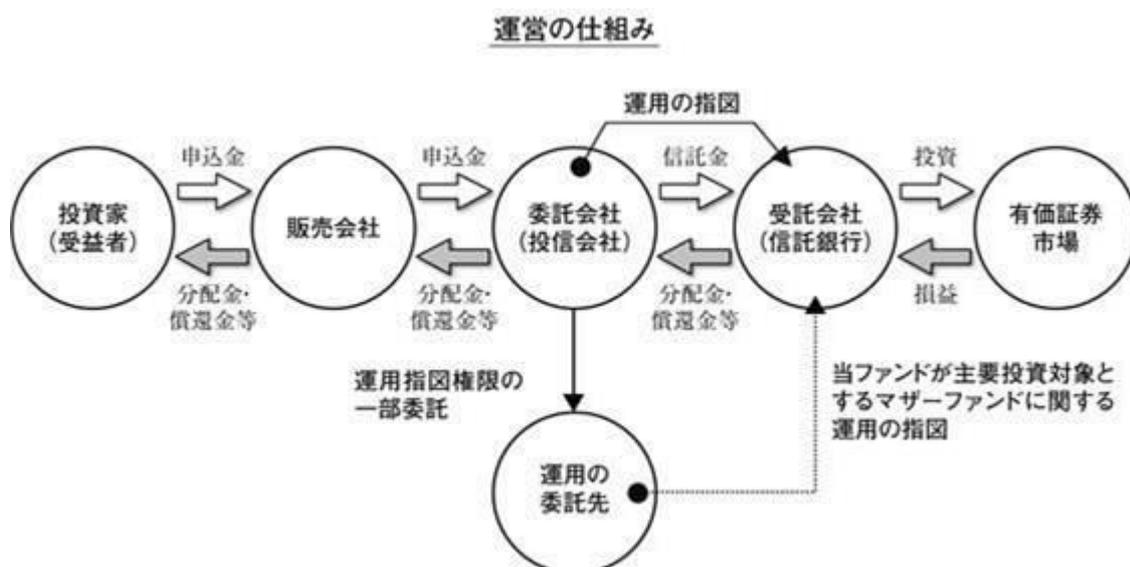 運営の仕組み
運用の指図
申込金
申込金
信託金
投資
投資家
(受益者)
販売会社
委託会社
(投信会社)
受託会社
(信託銀行)
有価証券
市場
分配金・
償還金等
分配金・
償還金等
分配金・
償還金等
損益
運用指図権限の
一部委託
当ファンドが主要投資対象と
するマザーファンドに関する
運用の指図
運用の
委託先